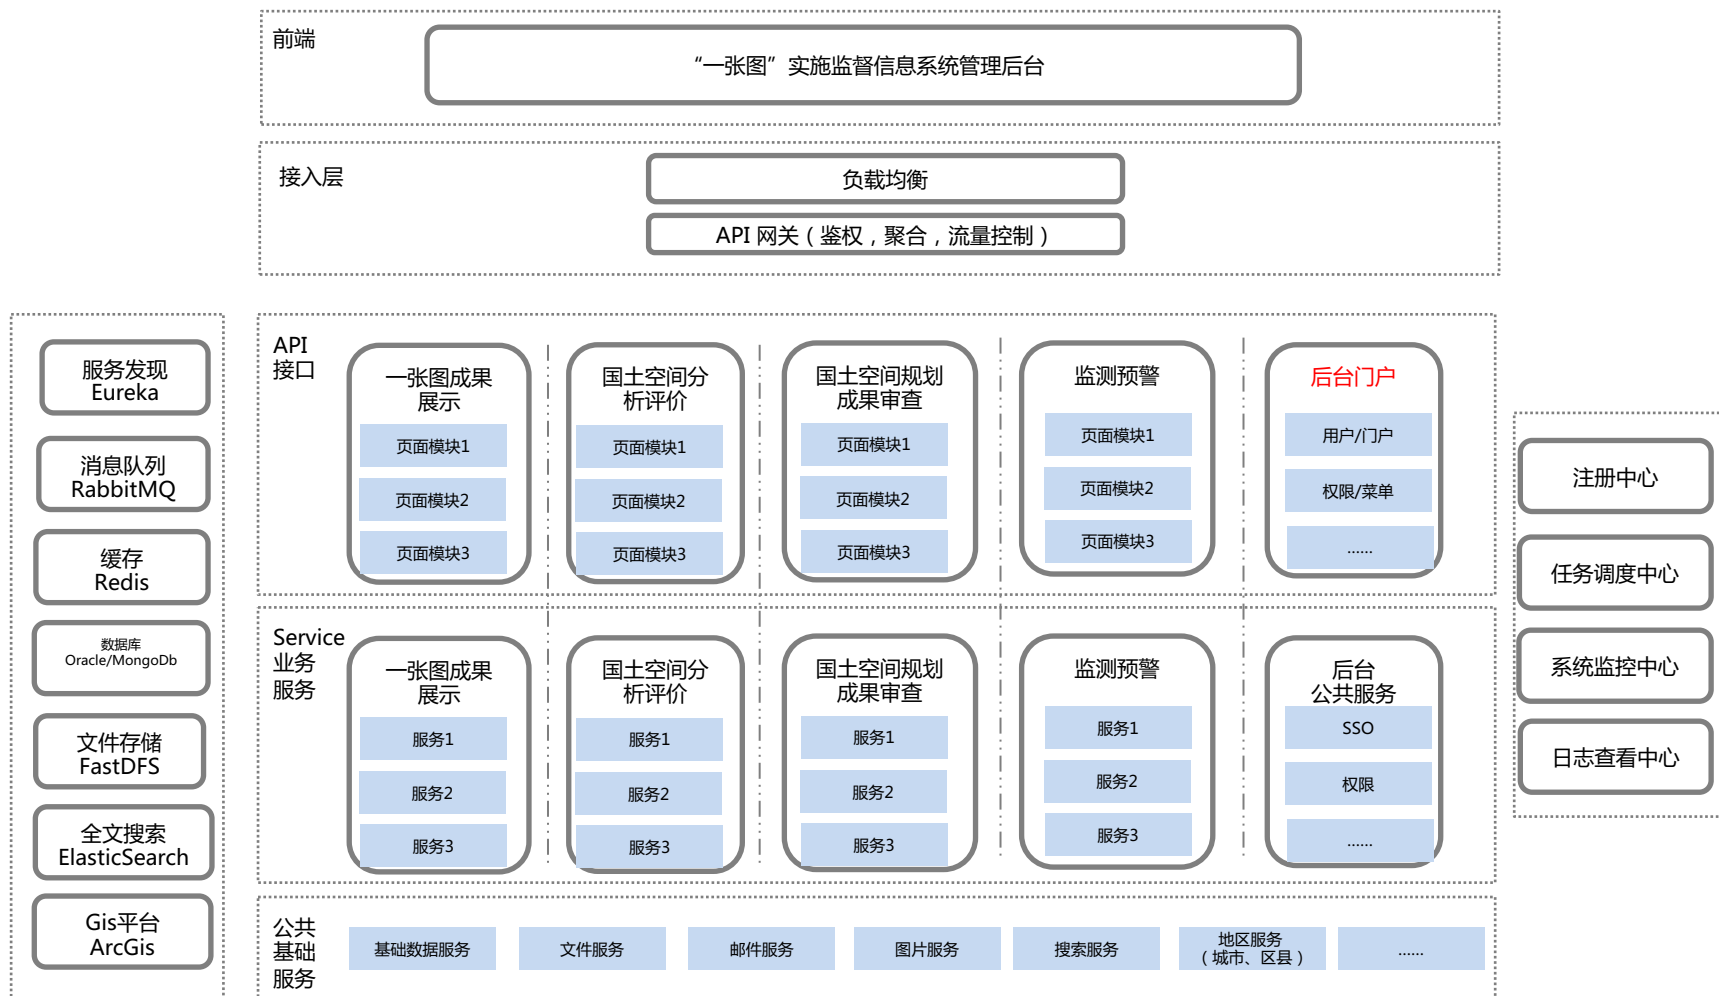 前端
“一张图”实施监督信息系统管理后台
接入层
负载均衡
API 网关（鉴权，聚合，流量控制）
服务发现
Eureka
消息队列
RabbitMQ
缓存
Redis
数据库
Oracle/MongoDb
文件存储
FastDFS
全文搜索
ElasticSearch
Gis平台
ArcGis
API
接口
一张图成果
展示
页面模块1
页面模块2
页面模块3
国土空间分
析评价
页面模块1
页面模块2
页面模块3
国土空间规划
成果审查
页面模块1
页面模块2
页面模块3
监测预警
页面模块1
页面模块2
页面模块3
后台门户
用户/门户
权限/菜单
......
Service
业务
服务
一张图成果
展示
服务1
服务2
服务3
国土空间分
析评价
服务1
服务2
服务3
国土空间规划
成果审查
服务1
服务2
服务3
监测预警
服务1
服务2
服务3
后台
公共服务
SSO
权限
......
公共
基础
服务
基础数据服务
文件服务
邮件服务
图片服务
搜索服务
地区服务
（城市、区县）
......
注册中心
任务调度中心
系统监控中心
日志查看中心